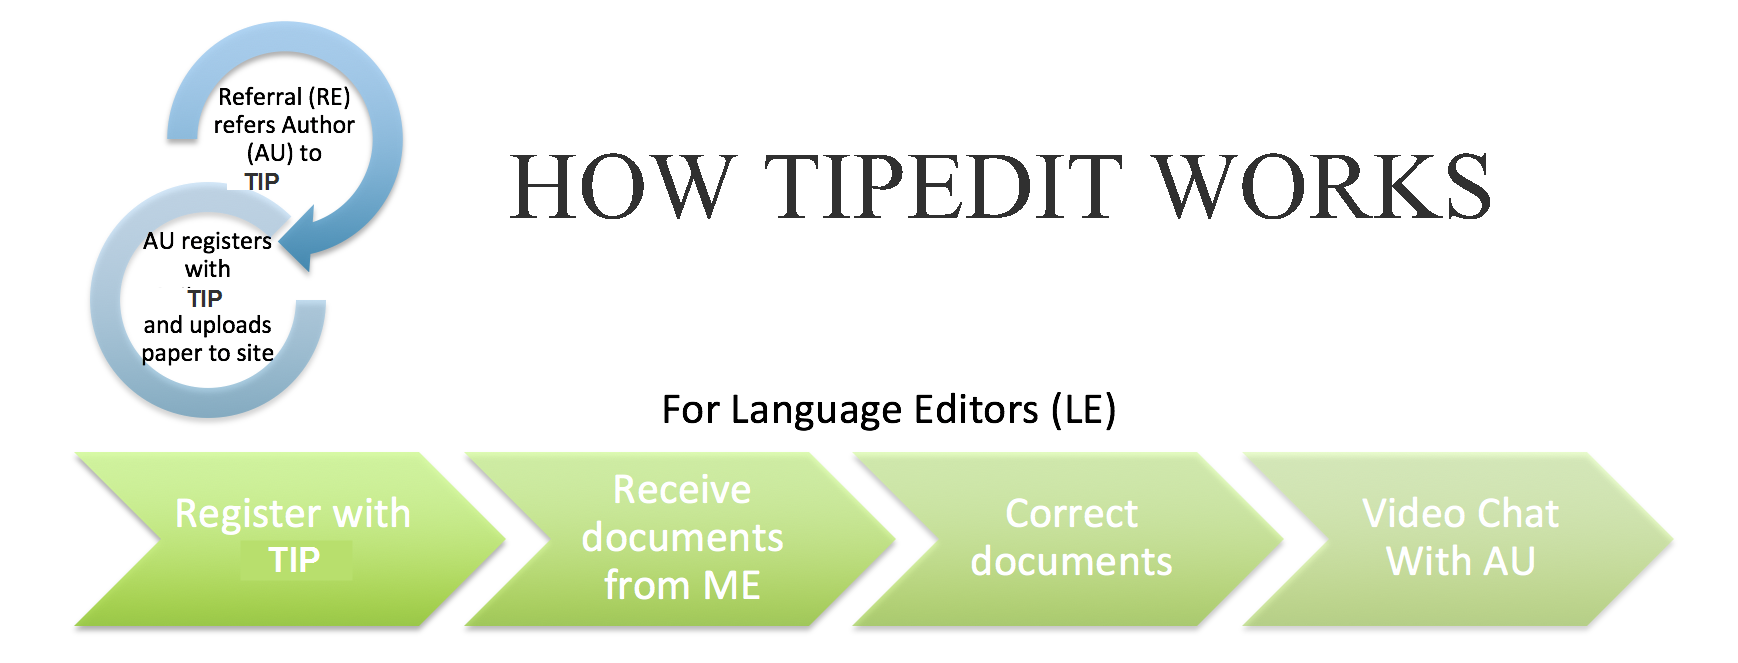 Referral (RE)
refers Author
(AU) to
TIP
HOW TIPEDIT WORKS
AU registers
with
TIP
and uploads
paper to site
For Language Editors (LE)
Register with
TIP
Receive
documents
from ME
Correct
documents
Video Chat
With AU